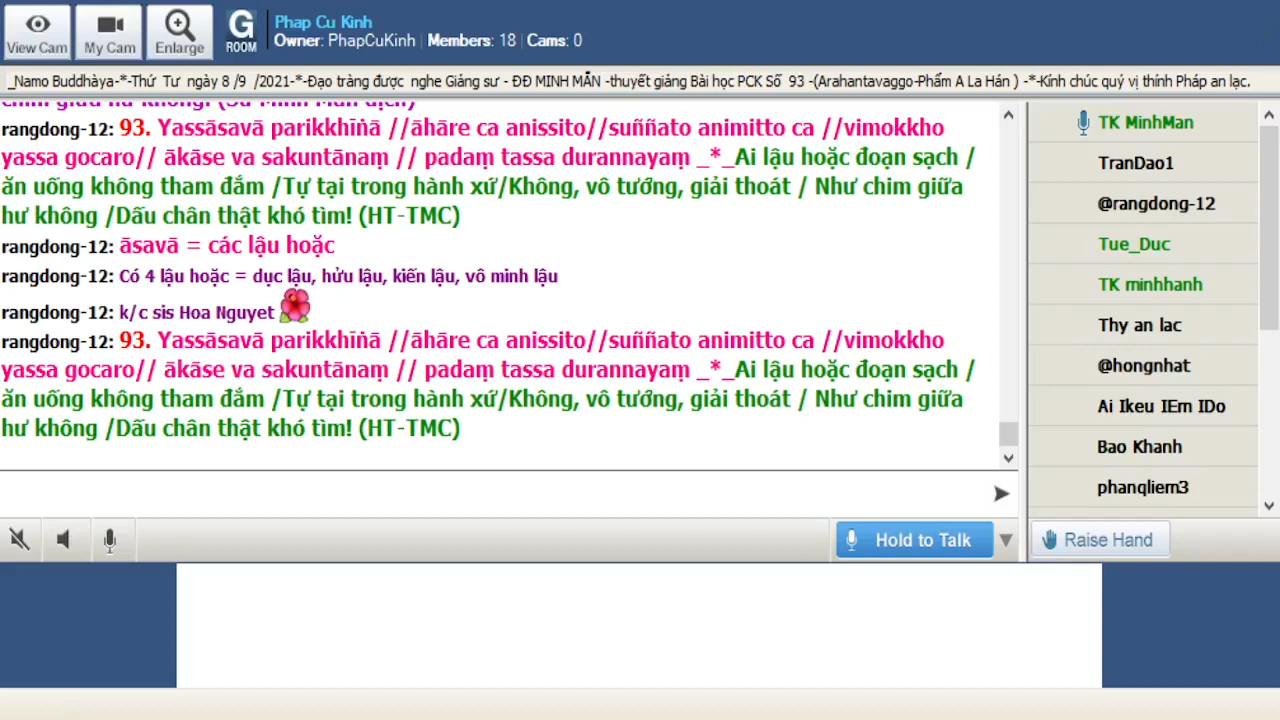 View Cam
My Cam
Enlarge
G
ROOM
Phap Cu Kinh
Owner: PhapCuKinh | Members: 18 | Cams: 0
_Namo Buddhàya-*-Thứ Tư ngày 8 /9 /2021-*-Đạo tràng được nghe Giảng sư - ĐĐ MINH MẪN -thuyết giảng Bài học PCK Số 93 -(Arahantavaggo-Phẩm A La Hán ) -*-Kính chúc quý vị thính Pháp an lạc.
chim giữa hư không! (Sư Minh Mẫn dịch)
rangdong-12: 93. Yassāsavā parikkhīṅā //āhāre ca anissito//suññato animitto ca //vimokkho
yassa gocaro// ākāse va sakuntānaṃ // padaṃ tassa durannayaṃ _*_Ai lậu hoặc đoạn sạch /
ăn uống không tham đắm /Tự tại trong hành xứ/Không, vô tướng, giải thoát / Như chim giữa
hư không /Dấu chân thật khó tìm! (HT-TMC)
rangdong-12: āsavā = các lậu hoặc
rangdong-12: Có 4 lậu hoặc = dục lậu, hửu lậu, kiến lậu, vô minh lậu
rangdong-12: k/c sis Hoa Nguyet
rangdong-12: 93. Yassāsavā parikkhīṅā //āhāre ca anissito//suññato animitto ca //vimokkho
yassa gocaro// ākāse va sakuntānaṃ // padaṃ tassa durannayaṃ _*_Ai lậu hoặc đoạn sạch /
ăn uống không tham đắm /Tự tại trong hành xứ/Không, vô tướng, giải thoát / Như chim giữa
hư không /Dấu chân thật khó tìm! (HT-TMC)
TK MinhMan
TranDao1
@rangdong-12
Tue_Duc
TK minhhanh
Thy an lac
@hongnhat
Ai Ikeu IEm IDo
Bao Khanh
phanqliem3
Hold to Talk
Raise Hand